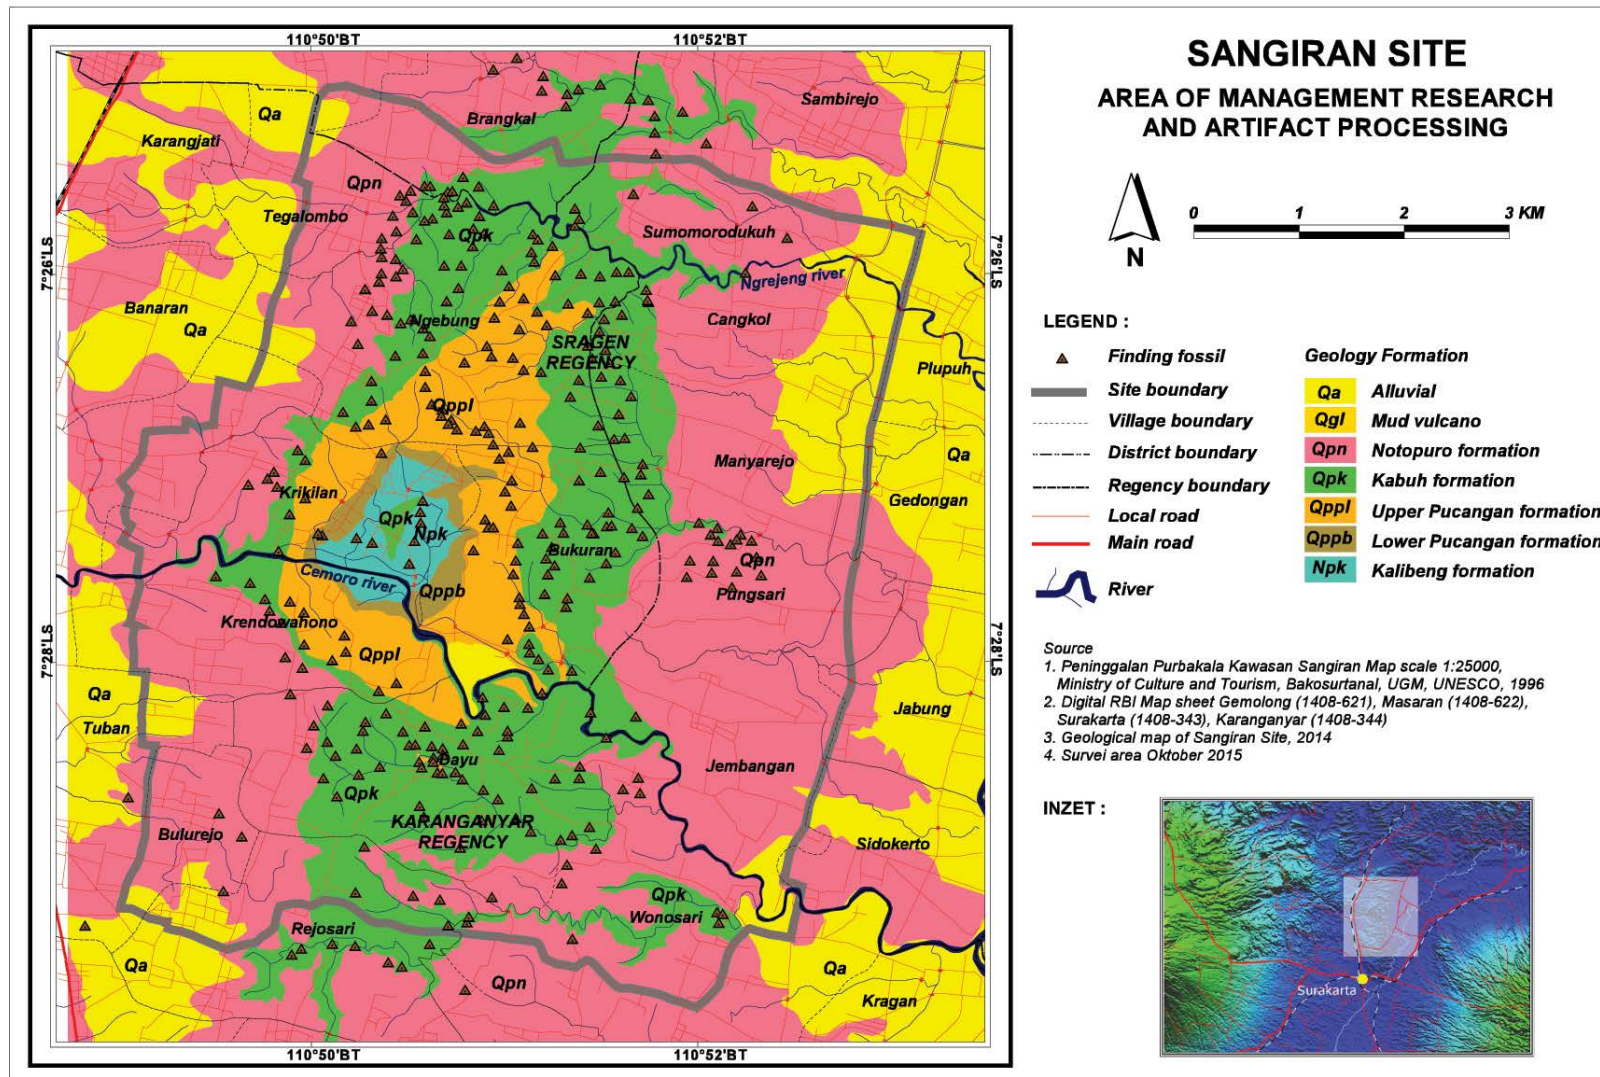 110°50'BT
110°52'BT
SANGIRAN SITE
AREA OF MANAGEMENT RESEARCH
AND ARTIFACT PROCESSING
0 1 2 3 KM
N
7°26'LS
7°26'LS
7°28'LS
7°28'LS
Qa
Karangjati
Brangkal
Sambirejo
Qpn
Tegalombo
Qpk
Sumomorodukuh
Ngrejeng river
Banaran
Qa
Ngebung
Cangkol
SRAGEN
REGENCY
Plupuh
Qppl
Manyarejo
Qa
Krikilan
Gedongan
Qpk
Npk
Bukuran
Qpn
Cemoro river
Qppb
Pungsari
Krendowahono
Qppl
Qa
Tuban
Jabung
Dayu
Jembangan
Qpk
Bulurejo
KARANGANYAR
REGENCY
Sidokerto
Qpk
Wonosari
Rejosari
Qa
Qpn
Qa
Kragan
110°50'BT
110°52'BT
LEGEND :
Finding fossil
Site boundary
Village boundary
District boundary
Regency boundary
Local road
Main road
River
Geology Formation
Qa Alluvial
Qgl Mud vulcano
Qpn Notopuro formation
Qpk Kabuh formation
Qppl Upper Pucangan formation
Qppb Lower Pucangan formation
Npk Kalibeng formation
Source
1. Peninggalan Purbakala Kawasan Sangiran Map scale 1:25000,
Ministry of Culture and Tourism, Bakosurtanal, UGM, UNESCO, 1996
2. Digital RBI Map sheet Gemolong (1408-621), Masaran (1408-622),
Surakarta (1408-343), Karanganyar (1408-344)
3. Geological map of Sangiran Site, 2014
4. Survei area Oktober 2015
INZET :
Surakarta